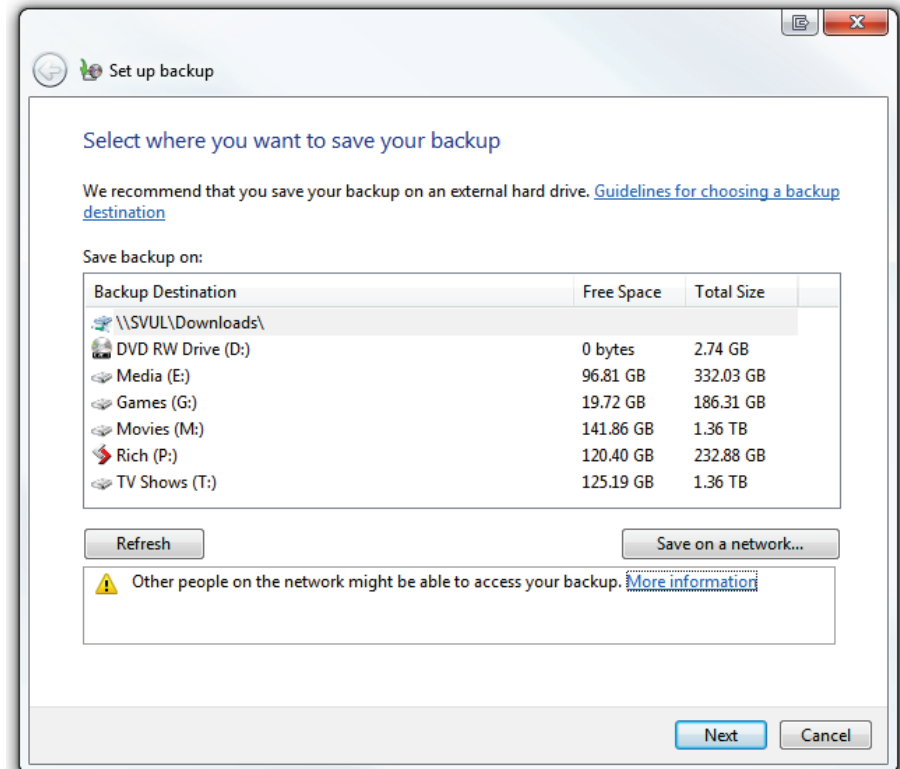 Set up backup
Select where you want to save your backup
We recommend that you save your backup on an external hard drive. Guidelines for choosing a backup
destination
Save backup on:
Backup Destination Free Space Total Size
\\SVUL\Downloads\
DVD RW Drive (D:) 0 bytes 2.74 GB
Media (E:) 96.81 GB 332.03 GB
Games (G:) 19.72 GB 186.31 GB
Movies (M:) 141.86 GB 1.36 TB
Rich (P:) 120.40 GB 232.88 GB
TV Shows (T:) 125.19 GB 1.36 TB
Refresh Save on a network...
Other people on the network might be able to access your backup. More information
Next Cancel